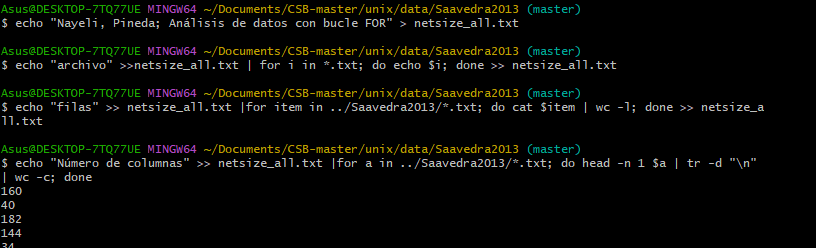 Asus@DESKTOP-7TQ77UE MINGW64 ~/Documents/CSB-master/unix/data/Saavedra2013 (master)
$ echo "Nayeli, Pineda; Análisis de datos con bucle FOR" > netsize_all.txt
Asus@DESKTOP-7TQ77UE MINGW64 ~/Documents/CSB-master/unix/data/Saavedra2013 (master)
$ echo "archivo" >>netsize_all.txt | for i in *.txt; do echo $i; done >> netsize_all.txt
Asus@DESKTOP-7TQ77UE MINGW64 ~/Documents/CSB-master/unix/data/Saavedra2013 (master)
$ echo "filas" >> netsize_all.txt |for item in ../Saavedra2013/*.txt; do cat $item | wc -l; done >> netsize_a
ll.txt
Asus@DESKTOP-7TQ77UE MINGW64 ~/Documents/CSB-master/unix/data/Saavedra2013 (master)
$ echo "Número de columnas" >> netsize_all.txt |for a in ../Saavedra2013/*.txt; do head -n 1 $a | tr -d "\n"
| wc -c; done
160
40
182
144
34